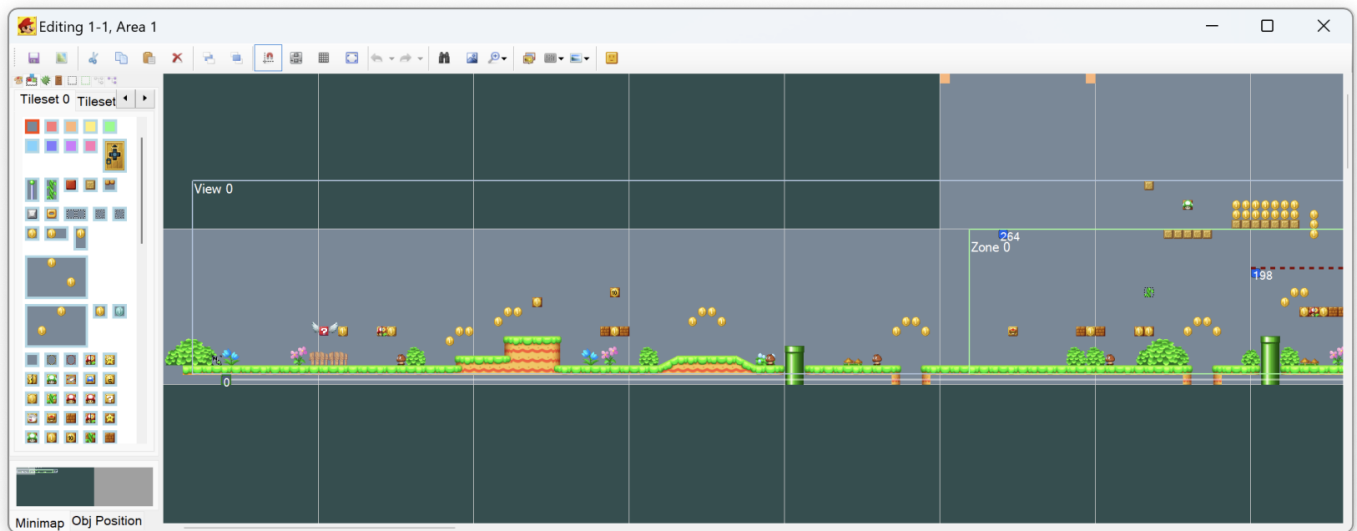 Editing 1-1, Area 1
Tileset 0
Tileset
View 0
264
Zone 0
198
0
Minimap
Obj Position